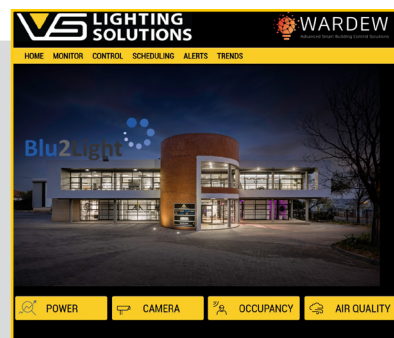 VS LIGHTING SOLUTIONS
WARDEW
Advanced Smart Building Control Solutions
HOME MONITOR CONTROL SCHEDULING ALERTS TRENDS
Blu2Light
POWER CAMERA OCCUPANCY AIR QUALITY